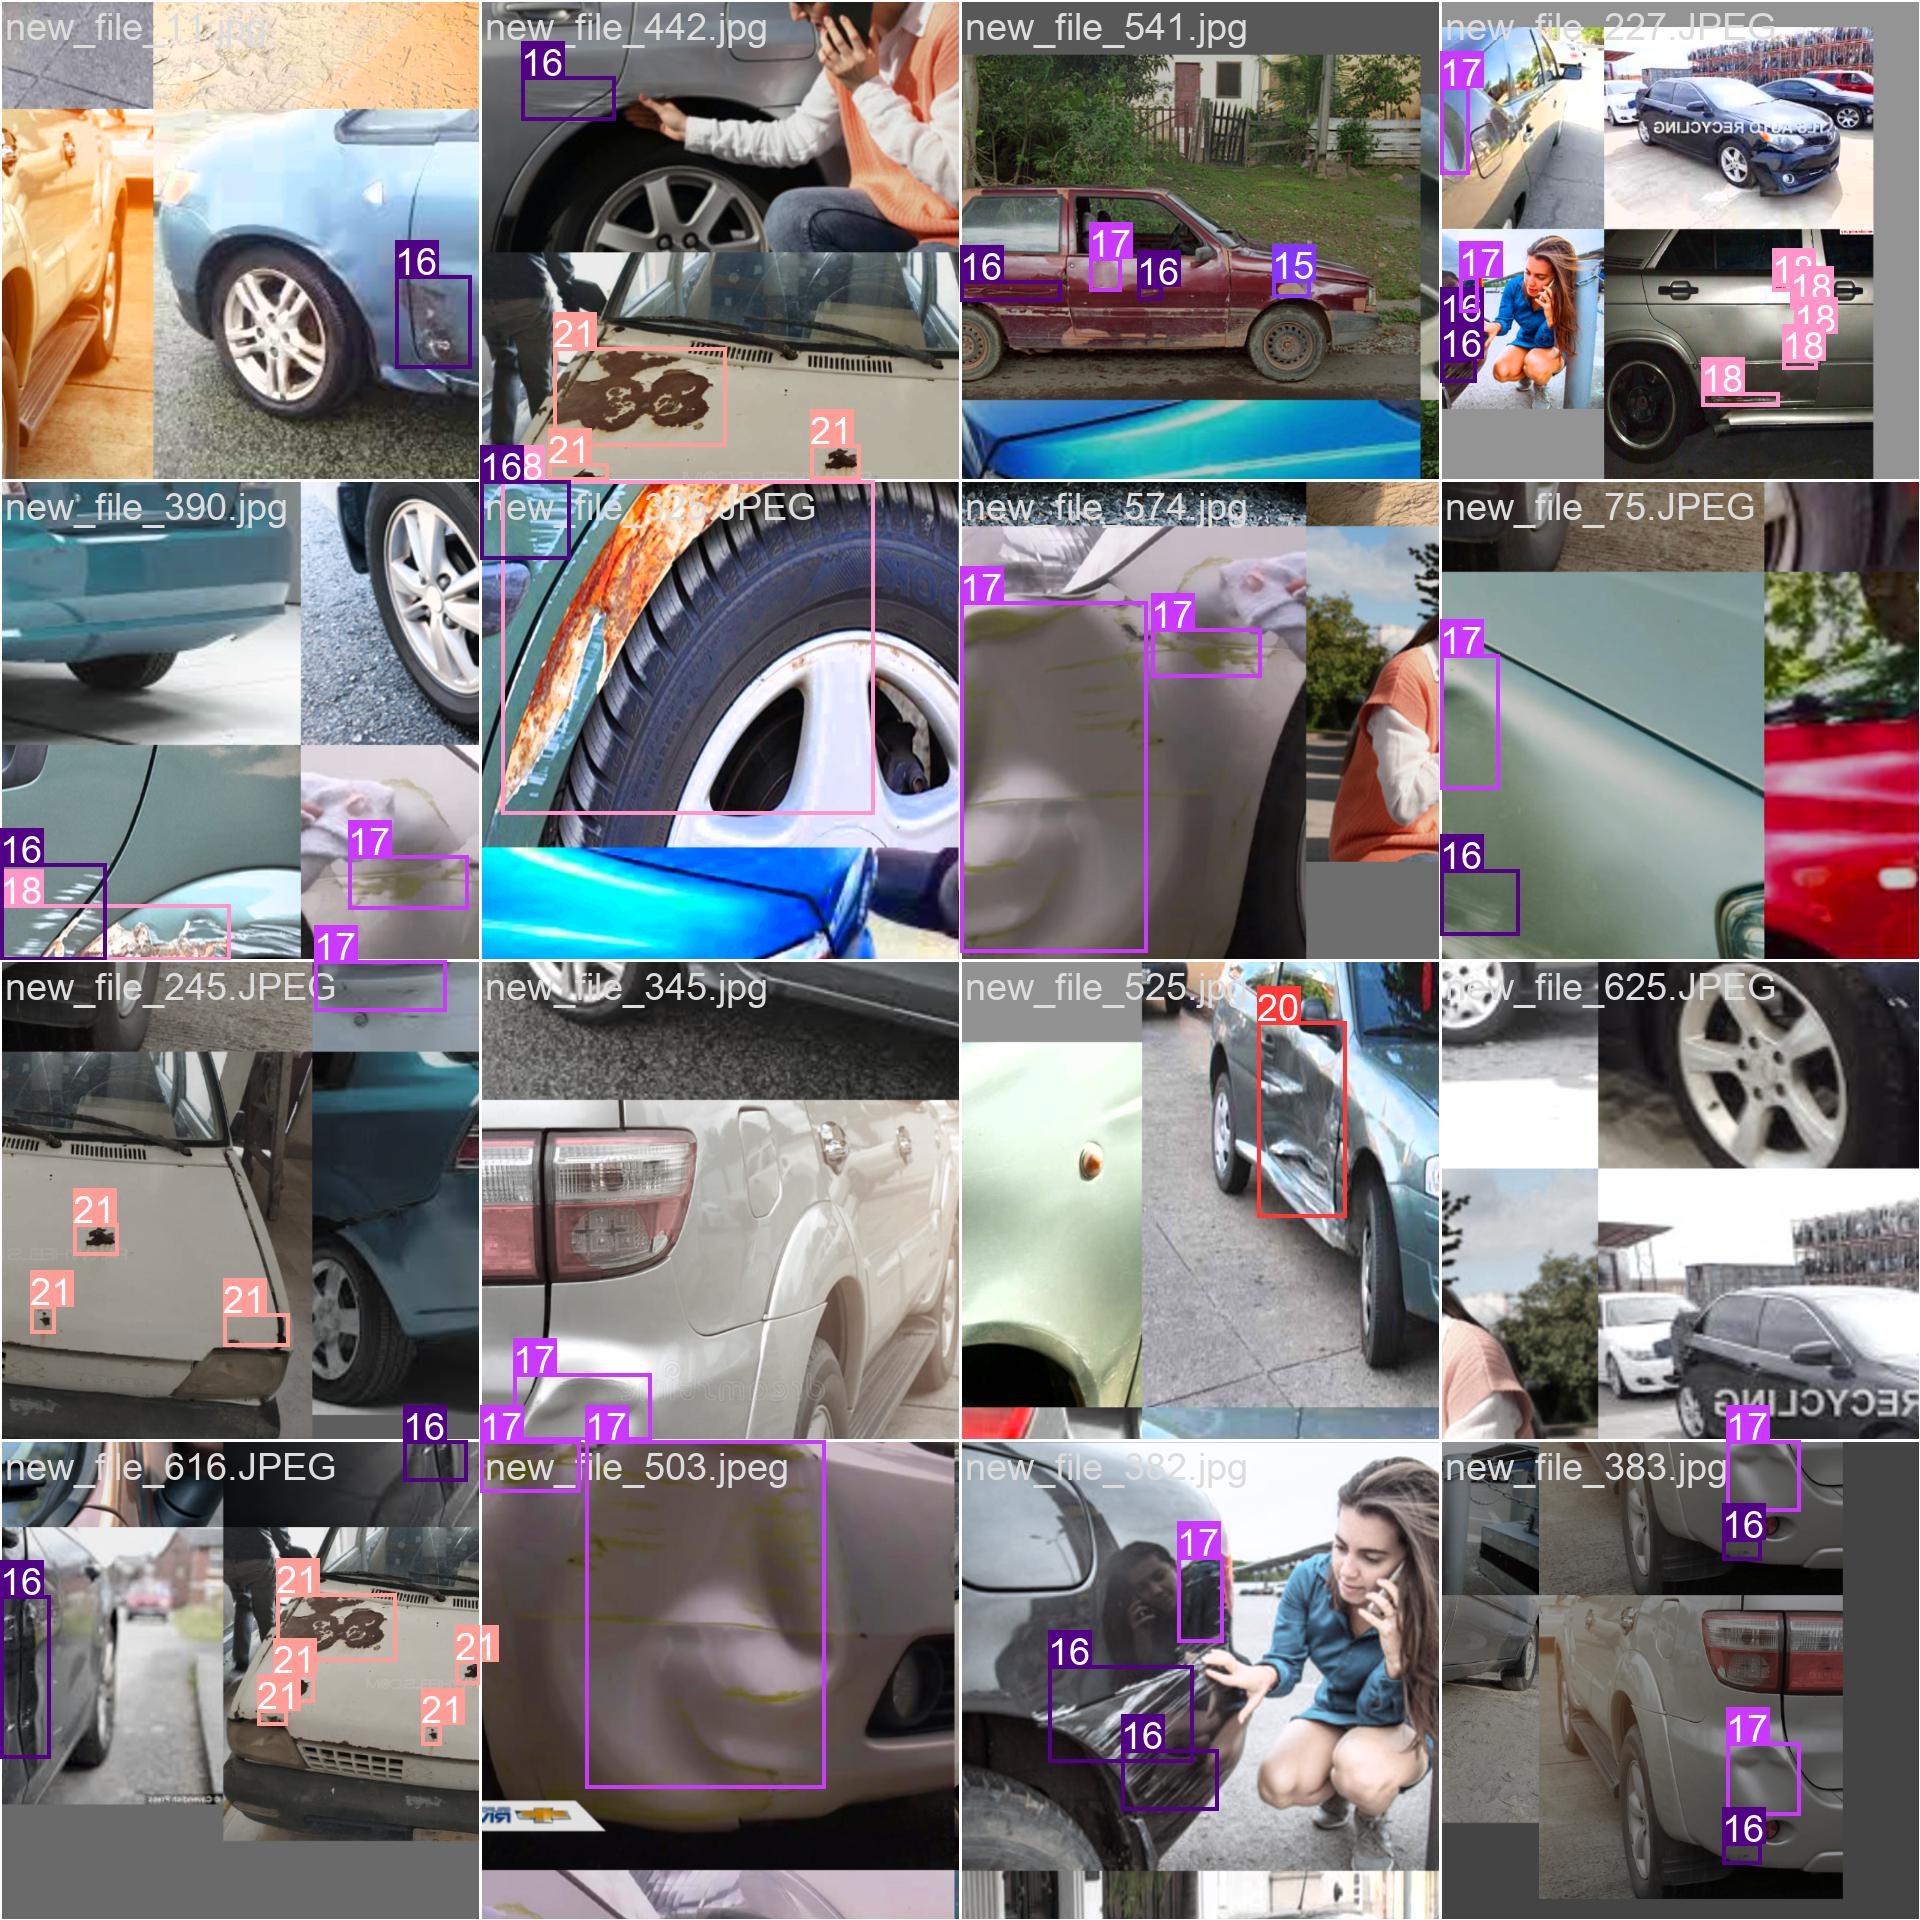 new_file_11.jpg
new_file_442.jpg
16
21
21
21
new_file_541.jpg
17
16
16
15
new_file_227.JPEG
17
TLS AUTO RECYCLING
17
16
16
18
18
18
18
18
16
new_file_390.jpg
16
18
17
168
new_file_325.JPEG
new_file_574.jpg
17
17
new_file_75.JPEG
17
16
17
new_file_245.JPEG
21
21
21
new_file_345.jpg
17
new_file_525.jpg
20
new_file_625.JPEG
RECYCLING
16
new_file_616.JPEG
16
21
21
21
21
21
17
17
new_file_503.jpeg
new_file_382.jpg
17
16
16
17
new_file_383.jpg
16
17
16